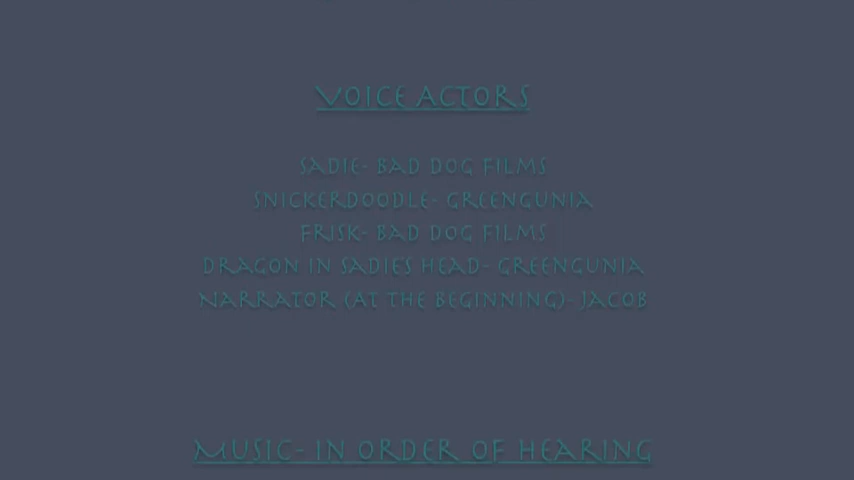 Voice Actors
Sadie- Bad Dog Films
Snickerdoodle- Greengunia
Frisk- Bad Dog Films
Dragon in Sadie's Head- Greengunia
Narrator (At the beginning)- Jacob
Music- In order of hearing